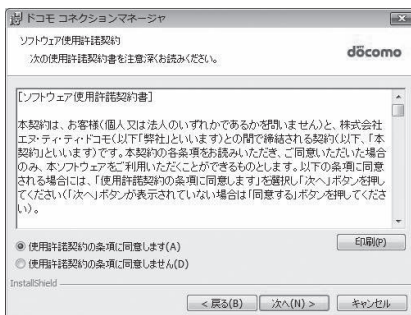 ドコモ コネクションマネージャ
ソフトウェア使用許諾契約
次の使用許諾契約書を注意深くお読みください。
döcomo
[ソフトウェア使用許諾契約書]
本契約は、お客様(個人又は法人のいずれかであるかを問いません)と、株式会社
エヌ・ティ・ティ・ドコモ(以下「弊社」といいます)との間で締結される契約(以下、「本
契約」といいます)です。本契約の各条項をお読みいただき、ご同意いただいた場合
のみ、本ソフトウェアをご利用いただくことができるものとします。以下の条項に同意
される場合には、「使用許諾契約の条項に同意します」を選択し「次へ」ボタンを押し
てください(「次へ」ボタンが表示されていない場合は「同意する」ボタンを押してくださ
い)。
使用許諾契約の条項に同意します(A)
印刷(P)
使用許諾契約の条項に同意しません(D)
InstallShield
< 戻る(B)
次へ(N) >
キャンセル